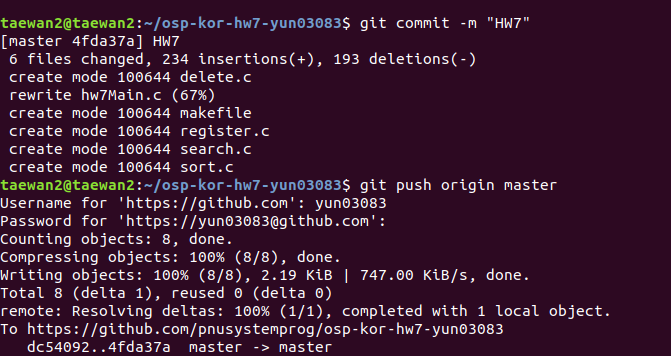 taewan2@taewan2:~/osp-kor-hw7-yun03083$ git commit -m "HW7"
[master 4fda37a] HW7
 6 files changed, 234 insertions(+), 193 deletions(-)
 create mode 100644 delete.c
 rewrite hw7Main.c (67%)
 create mode 100644 makefile
 create mode 100644 register.c
 create mode 100644 search.c
 create mode 100644 sort.c
taewan2@taewan2:~/osp-kor-hw7-yun03083$ git push origin master
Username for 'https://github.com': yun03083
Password for 'https://yun03083@github.com':
Counting objects: 8, done.
Compressing objects: 100% (8/8), done.
Writing objects: 100% (8/8), 2.19 KiB | 747.00 KiB/s, done.
Total 8 (delta 1), reused 0 (delta 0)
remote: Resolving deltas: 100% (1/1), completed with 1 local object.
To https://github.com/pnusystemprog/osp-kor-hw7-yun03083
   dc54092..4fda37a  master -> master